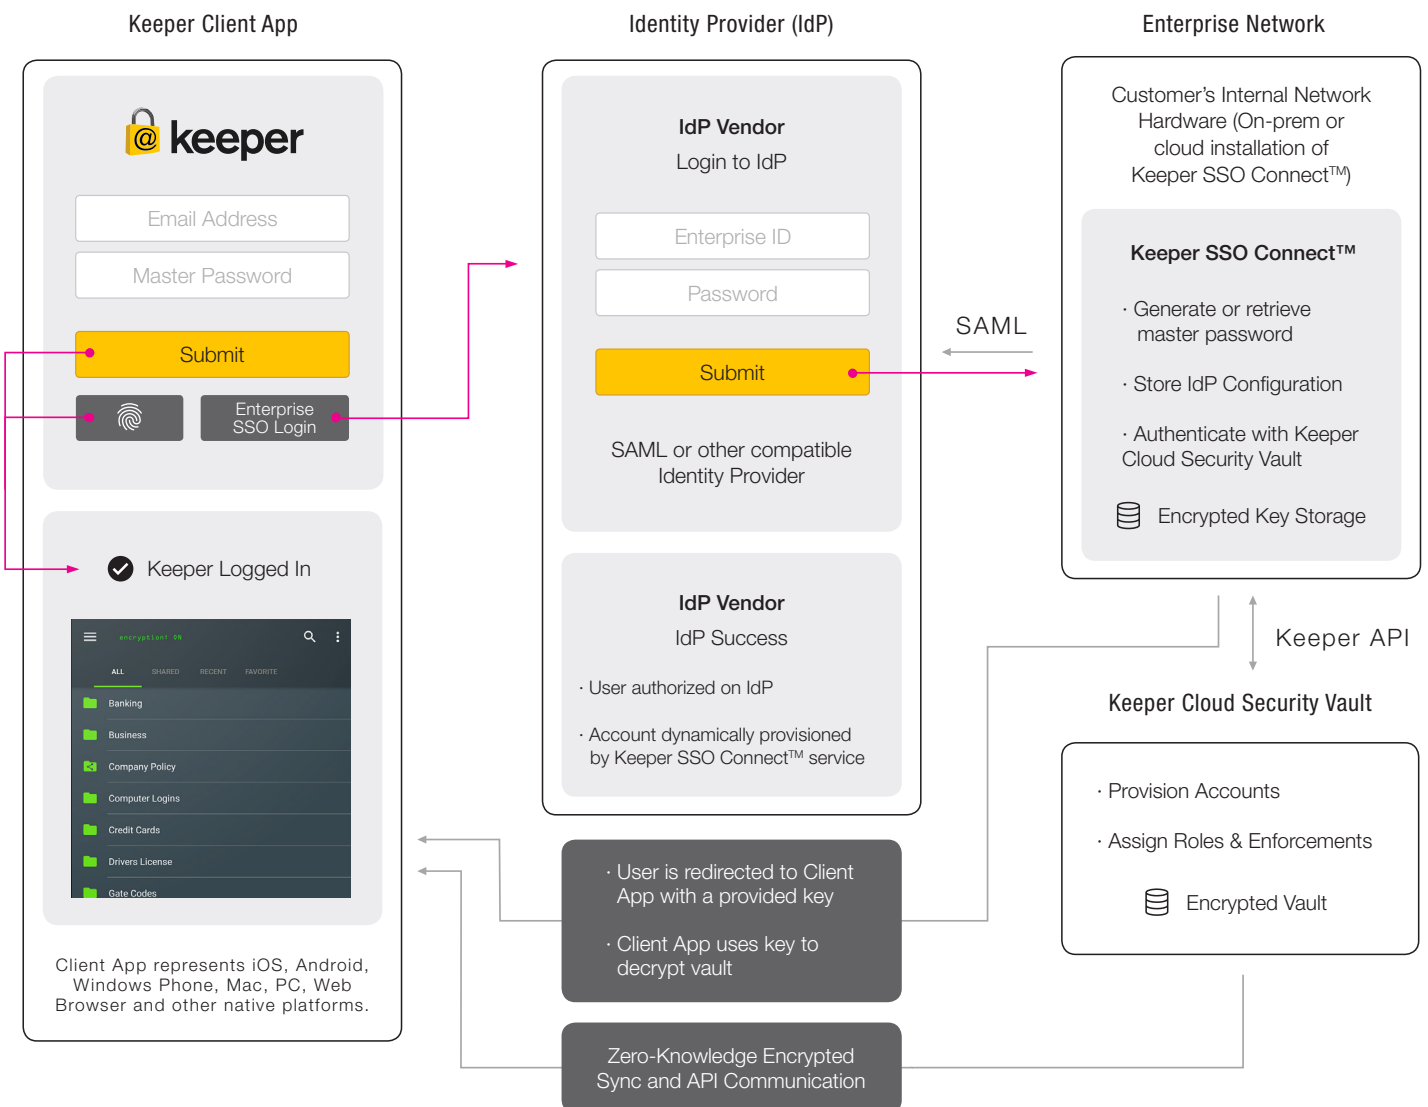 Keeper Client App
@ keeper
Email Address
Master Password
Submit
Enterprise
SSO Login
Keeper Logged In
encryption! ON
ALL SHARED RECENT FAVORITE
Banking
Business
Company Policy
Computer Logins
Credit Cards
Drivers License
Gate Codes
Client App represents iOS, Android,
Windows Phone, Mac, PC, Web
Browser and other native platforms.
Identity Provider (IdP)
IdP Vendor
Login to IdP
Enterprise ID
Password
Submit
SAML or other compatible
Identity Provider
IdP Vendor
IdP Success
· User authorized on IdP
· Account dynamically provisioned
by Keeper SSO Connect™ service
· User is redirected to Client
App with a provided key
· Client App uses key to
decrypt vault
Zero-Knowledge Encrypted
Sync and API Communication
SAML
Enterprise Network
Customer's Internal Network
Hardware (On-prem or
cloud installation of
Keeper SSO Connect™)
Keeper SSO Connect™
· Generate or retrieve
master password
· Store IdP Configuration
· Authenticate with Keeper
Cloud Security Vault
Encrypted Key Storage
Keeper API
Keeper Cloud Security Vault
· Provision Accounts
· Assign Roles & Enforcements
Encrypted Vault